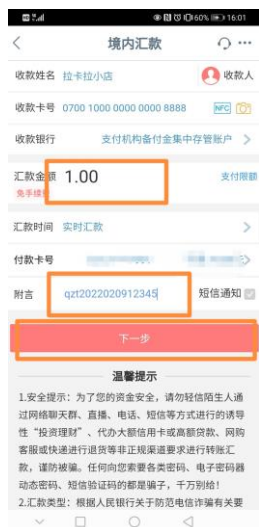 60% 16:01
境内汇款
收款姓名 拉卡拉小店 收款人
收款卡号 0700 1000 0000 0000 8888 NFC
收款银行 支付机构备付金集中存管账户
汇款金额 1.00 支付限额
免手续
汇款时间 实时汇款
付款卡号
附言 qzt2022020912345 短信通知
下一步
温馨提示
1.安全提示：为了您的资金安全，请勿轻信陌生人通
过网络聊天群、直播、电话、短信等方式进行的诱导
性“投资理财”、代办大额信用卡或高额贷款、网购
客服或快递进行退货等非正规渠道要求进行转账汇
款，谨防被骗。任何向您索要各类密码、电子密码器
动态密码、短信验证码的都是骗子，千万别给！
2.汇款类型：根据人民银行关于防范电信诈骗有关要